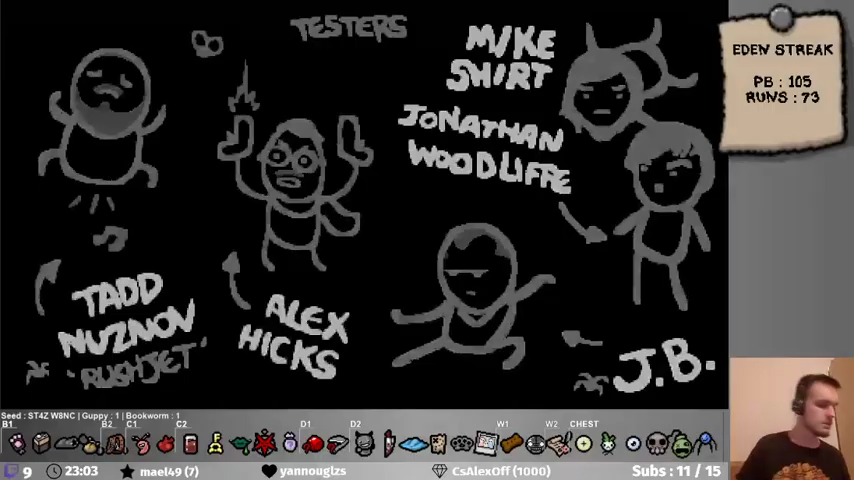 TESTERS
MIKE
SHIRT
JONATHAN
WOODLIFFE
TADD
NUZNOV
'RUSHJET'
ALEX
HICKS
J.B.
EDEN STREAK
PB : 105
RUNS : 73
Seed : ST4Z W8NC | Guppy : 1 | Bookworm : 1
B1 B2 C1 C2 D1 D2 W1 W2 CHEST
9 23:03 mael49 (7) yannouglzs CsAlexOff (1000) Subs : 11 / 15